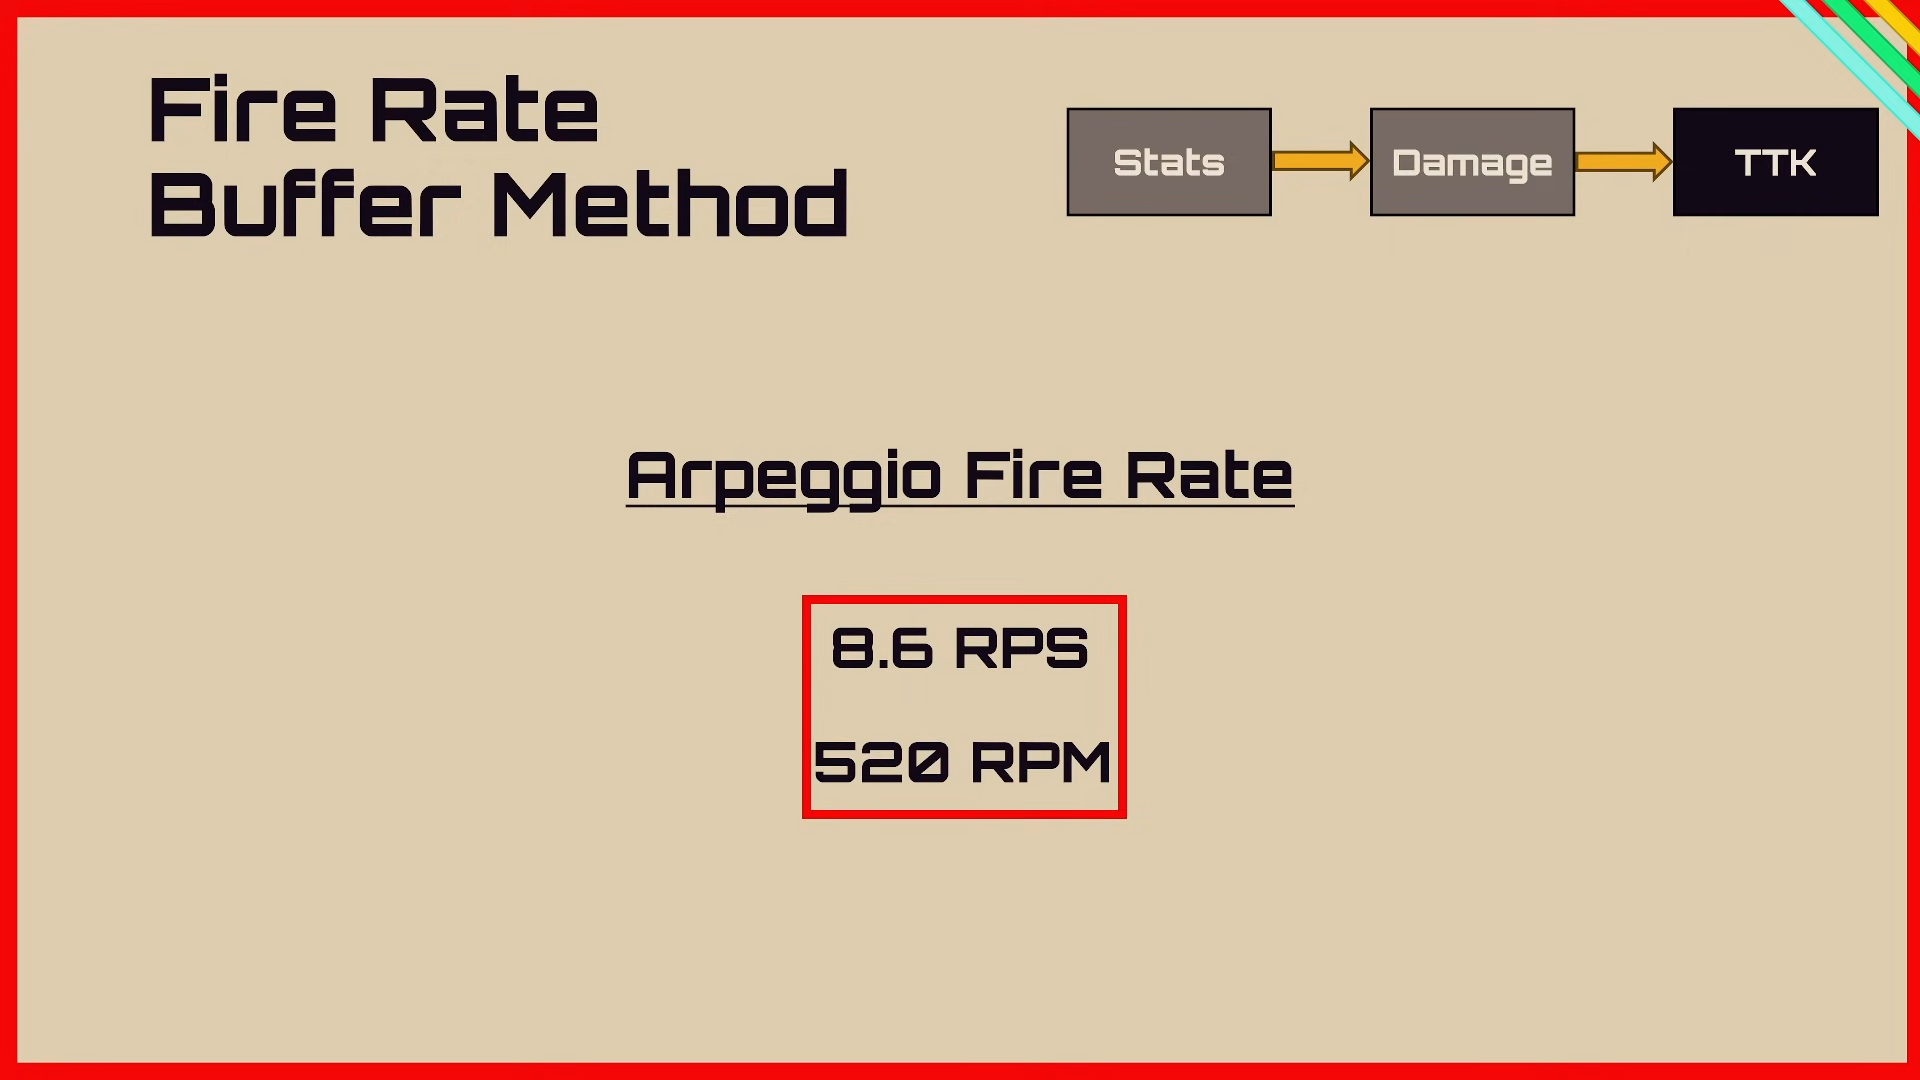 Fire Rate
Buffer Method
Stats
Damage
TTK
Arpeggio Fire Rate
8.6 RPS
520 RPM